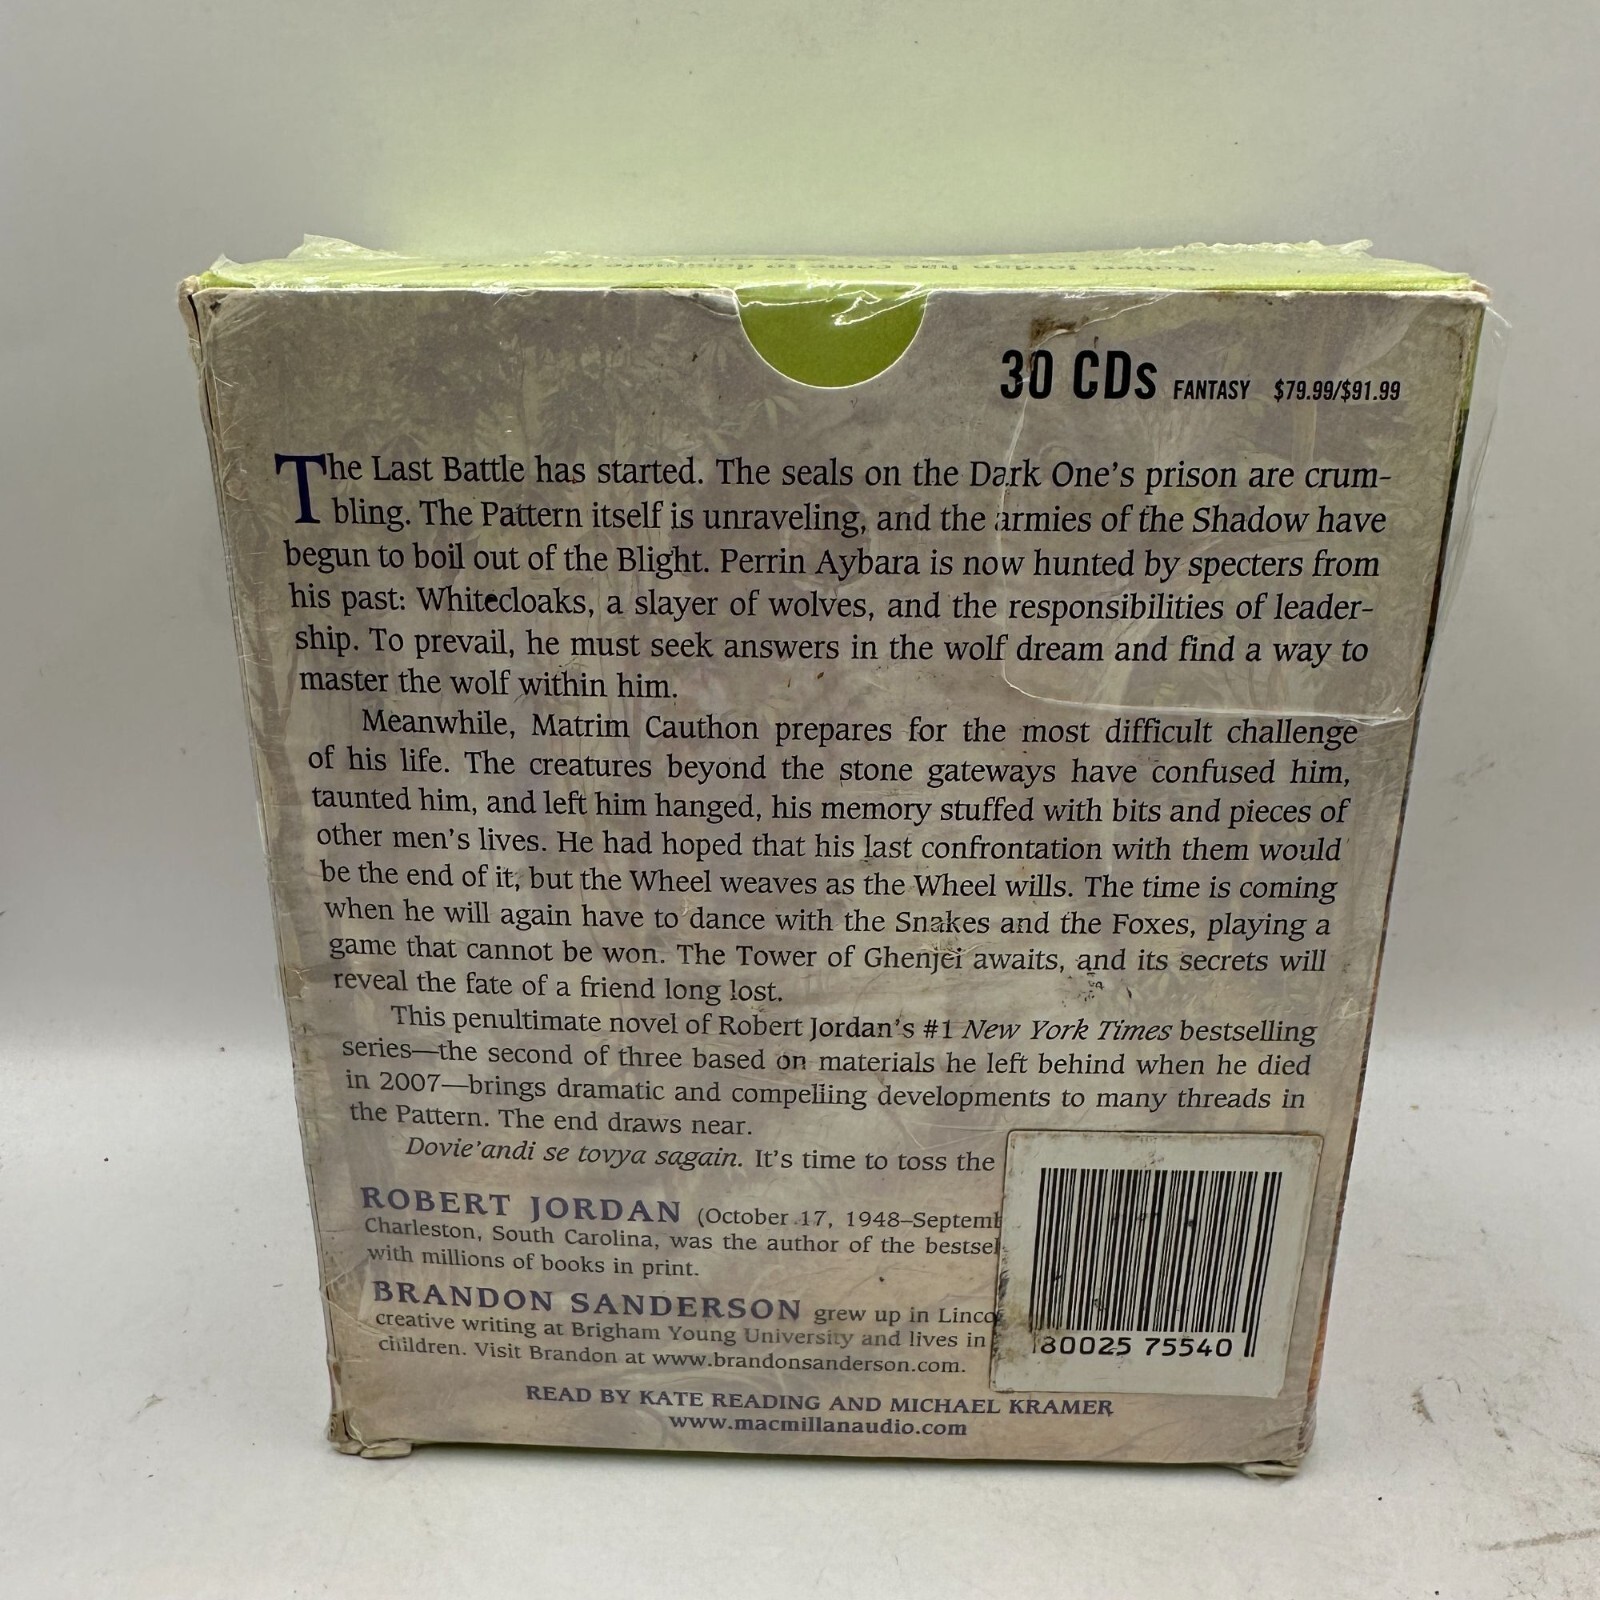 "Robert Jordan has come to dominate the world
30 CDs FANTASY $79.99/$91.99
The Last Battle has started. The seals on the Dark One's prison are crum-
bling. The Pattern itself is unraveling, and the armies of the Shadow have
begun to boil out of the Blight. Perrin Aybara is now hunted by specters from
his past: Whitecloaks, a slayer of wolves, and the responsibilities of leader-
ship. To prevail, he must seek answers in the wolf dream and find a way to
master the wolf within him.
Meanwhile, Matrim Cauthon prepares for the most difficult challenge
of his life. The creatures beyond the stone gateways have confused him,
taunted him, and left him hanged, his memory stuffed with bits and pieces of
other men's lives. He had hoped that his last confrontation with them would
be the end of it, but the Wheel weaves as the Wheel wills. The time is coming
when he will again have to dance with the Snakes and the Foxes, playing a
game that cannot be won. The Tower of Ghenjei awaits, and its secrets will
reveal the fate of a friend long lost.
This penultimate novel of Robert Jordan's #1 New York Times bestselling
series—the second of three based on materials he left behind when he died
in 2007—brings dramatic and compelling developments to many threads in
the Pattern. The end draws near.
Dovie'andi se tovya sagain. It's time to toss the
ROBERT JORDAN (October 17, 1948–Septemb
Charleston, South Carolina, was the author of the bestsel
with millions of books in print.
BRANDON SANDERSON grew up in Linco
creative writing at Brigham Young University and lives in
children. Visit Brandon at www.brandonsanderson.com.
80025 75540
READ BY KATE READING AND MICHAEL KRAMER
www.macmillanaudio.com